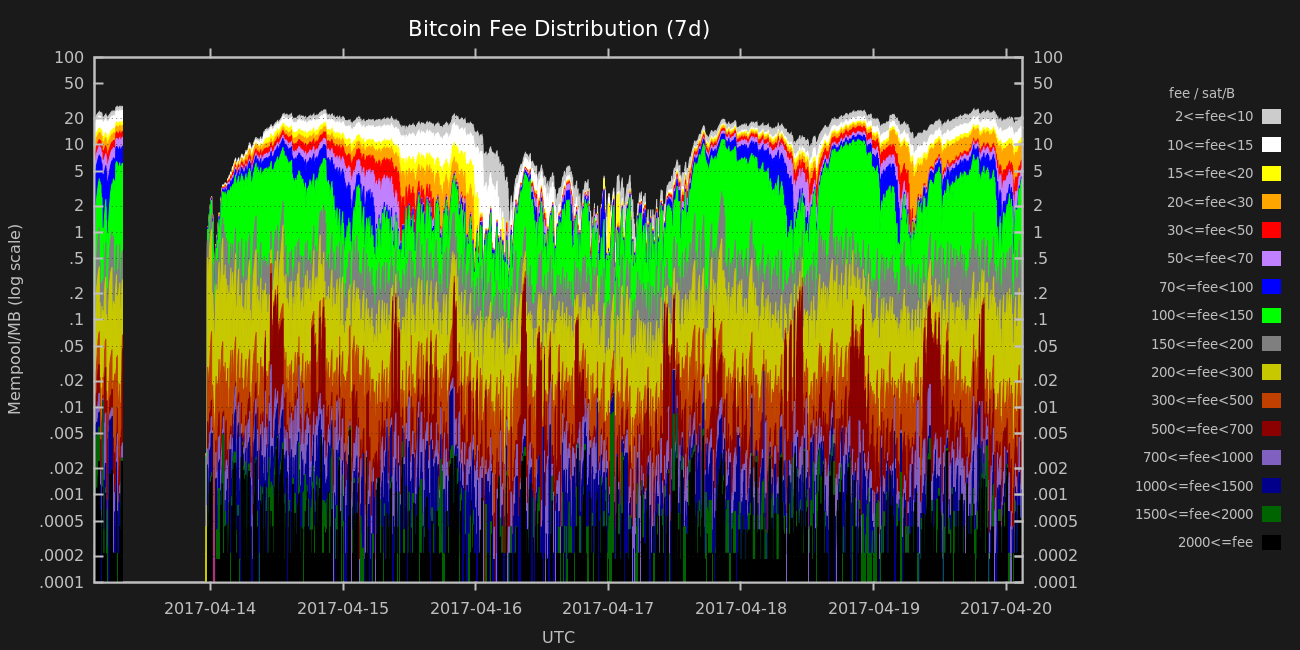 Bitcoin Fee Distribution (7d)
100
50
20
10
5
2
1
.5
.2
.1
.05
.02
.01
.005
.002
.001
.0005
.0002
.0001
Mempool/MB (log scale)
100
50
20
10
5
2
1
.5
.2
.1
.05
.02
.01
.005
.002
.001
.0005
.0002
.0001
2017-04-14 2017-04-15 2017-04-16 2017-04-17 2017-04-18 2017-04-19 2017-04-20
UTC
fee / sat/B
2<=fee<10
10<=fee<15
15<=fee<20
20<=fee<30
30<=fee<50
50<=fee<70
70<=fee<100
100<=fee<150
150<=fee<200
200<=fee<300
300<=fee<500
500<=fee<700
700<=fee<1000
1000<=fee<1500
1500<=fee<2000
2000<=fee